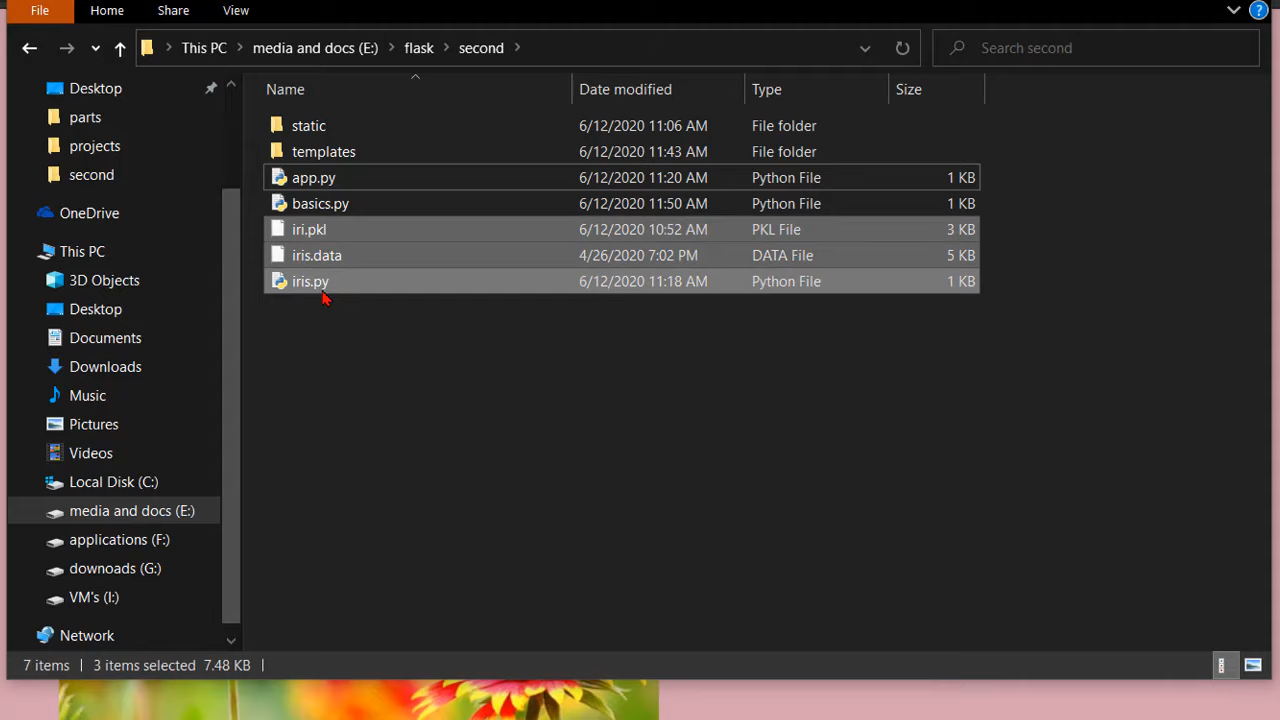 File Home Share View
This PC media and docs (E:) flask second Search second
Name Date modified Type Size
Desktop
parts
projects
second
OneDrive
This PC
3D Objects
Desktop
Documents
Downloads
Music
Pictures
Videos
Local Disk (C:)
media and docs (E:)
applications (F:)
downoads (G:)
VM's (I:)
Network
static 6/12/2020 11:06 AM File folder
templates 6/12/2020 11:43 AM File folder
app.py 6/12/2020 11:20 AM Python File 1 KB
basics.py 6/12/2020 11:50 AM Python File 1 KB
iri.pkl 6/12/2020 10:52 AM PKL File 3 KB
iris.data 4/26/2020 7:02 PM DATA File 5 KB
iris.py 6/12/2020 11:18 AM Python File 1 KB
7 items 3 items selected 7.48 KB